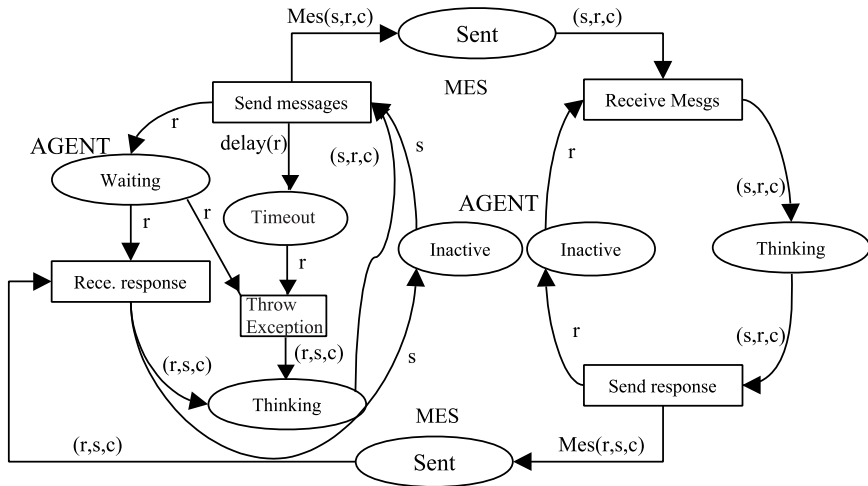 Mes(s,r,c)
Sent
(s,r,c)
MES
Send messages
Receive Mesgs
r
AGENT
delay(r)
(s,r,c)
s
r
(s,r,c)
Waiting
Timeout
AGENT
r
r
Inactive
Inactive
Thinking
r
Rece. response
Throw
Exception
(r,s,c)
(r,s,c)
s
r
(s,r,c)
Thinking
Send response
MES
(r,s,c)
Sent
Mes(r,s,c)